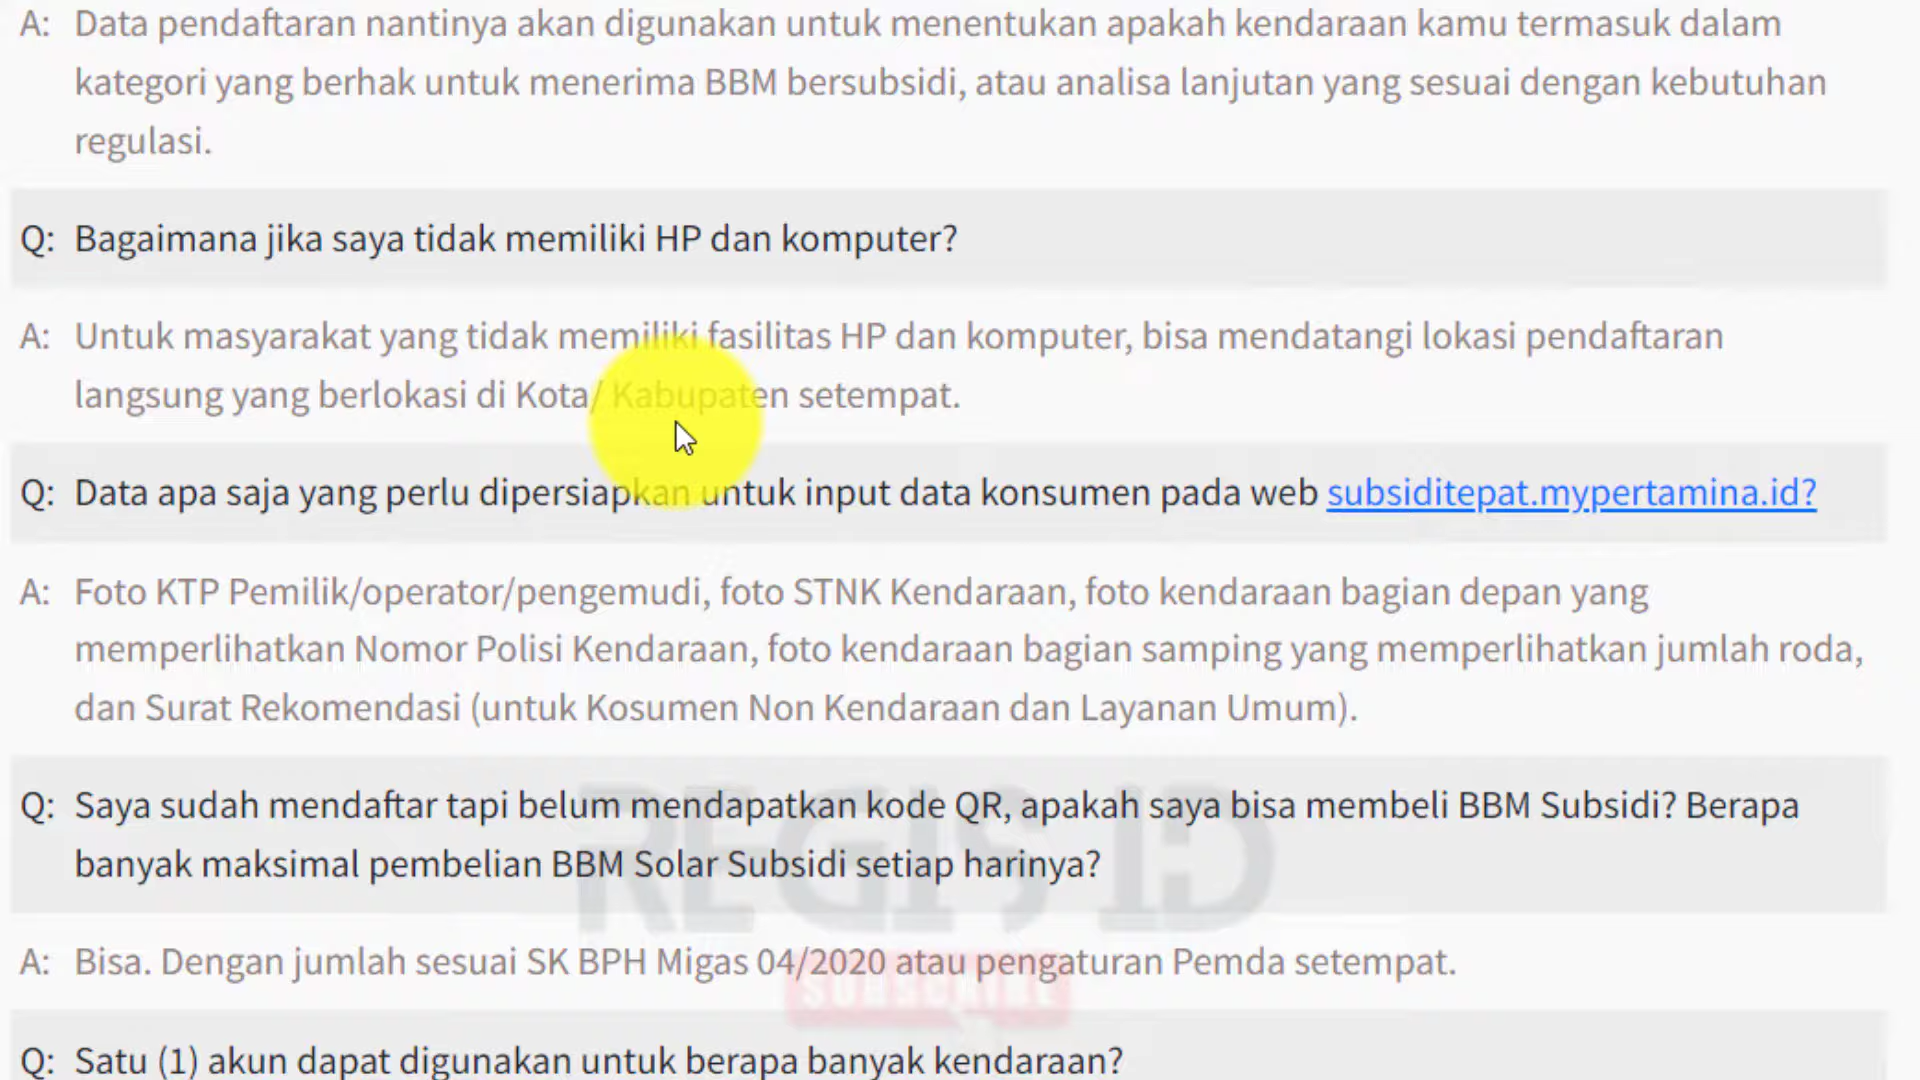 A: Data pendaftaran nantinya akan digunakan untuk menentukan apakah kendaraan kamu termasuk dalam
kategori yang berhak untuk menerima BBM bersubsidi, atau analisa lanjutan yang sesuai dengan kebutuhan
regulasi.
Q: Bagaimana jika saya tidak memiliki HP dan komputer?
A: Untuk masyarakat yang tidak memiliki fasilitas HP dan komputer, bisa mendatangi lokasi pendaftaran
langsung yang berlokasi di Kota/ Kabupaten setempat.
Q: Data apa saja yang perlu dipersiapkan untuk input data konsumen pada web subsiditepat.mypertamina.id?
A: Foto KTP Pemilik/operator/pengemudi, foto STNK Kendaraan, foto kendaraan bagian depan yang
memperlihatkan Nomor Polisi Kendaraan, foto kendaraan bagian samping yang memperlihatkan jumlah roda,
dan Surat Rekomendasi (untuk Kosumen Non Kendaraan dan Layanan Umum).
Q: Saya sudah mendaftar tapi belum mendapatkan kode QR, apakah saya bisa membeli BBM Subsidi? Berapa
banyak maksimal pembelian BBM Solar Subsidi setiap harinya?
REGIS ID
A: Bisa. Dengan jumlah sesuai SK BPH Migas 04/2020 atau pengaturan Pemda setempat.
SUBSCRIBE
Q: Satu (1) akun dapat digunakan untuk berapa banyak kendaraan?